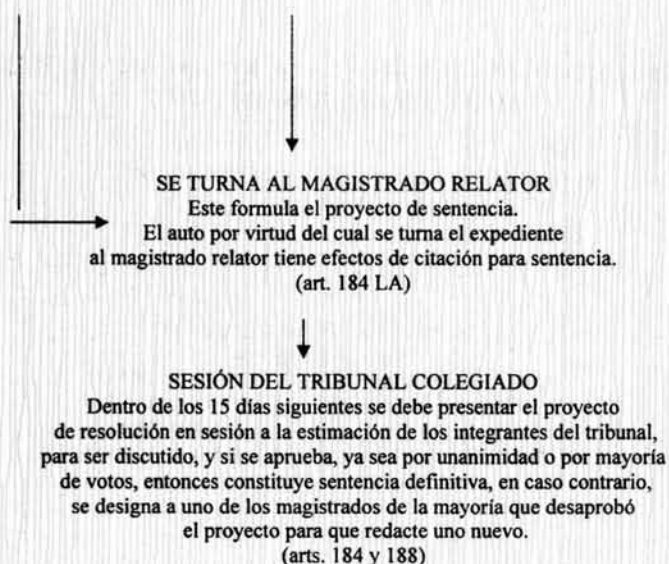 SE TURNA AL MAGISTRADO RELATOR
Este formula el proyecto de sentencia.
El auto por virtud del cual se turna el expediente
al magistrado relator tiene efectos de citación para sentencia.
(art. 184 LA)
SESIÓN DEL TRIBUNAL COLEGIADO
Dentro de los 15 días siguientes se debe presentar el proyecto
de resolución en sesión a la estimación de los integrantes del tribunal,
para ser discutido, y si se aprueba, ya sea por unanimidad o por mayoría
de votos, entonces constituye sentencia definitiva, en caso contrario,
se designa a uno de los magistrados de la mayoría que desaprobó
el proyecto para que redacte uno nuevo.
(arts. 184 y 188)